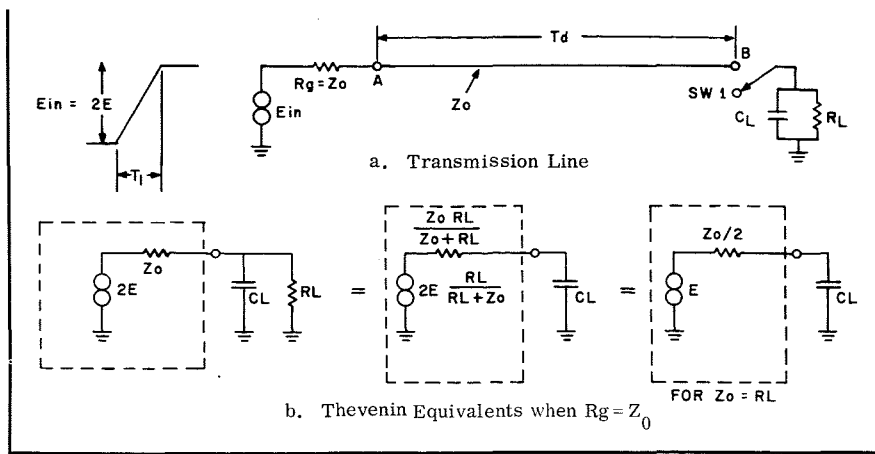 Td
B
Ein = 2E
Rg = Zo
A
SW 1
Ein
Zo
CL
RL
T1
a. Transmission Line
Zo RL
Zo + RL
Zo/2
Zo
2E
CL
RL
=
2E
RL
RL + Zo
CL
=
E
CL
FOR Zo = RL
b. Thevenin Equivalents when Rg = Z0